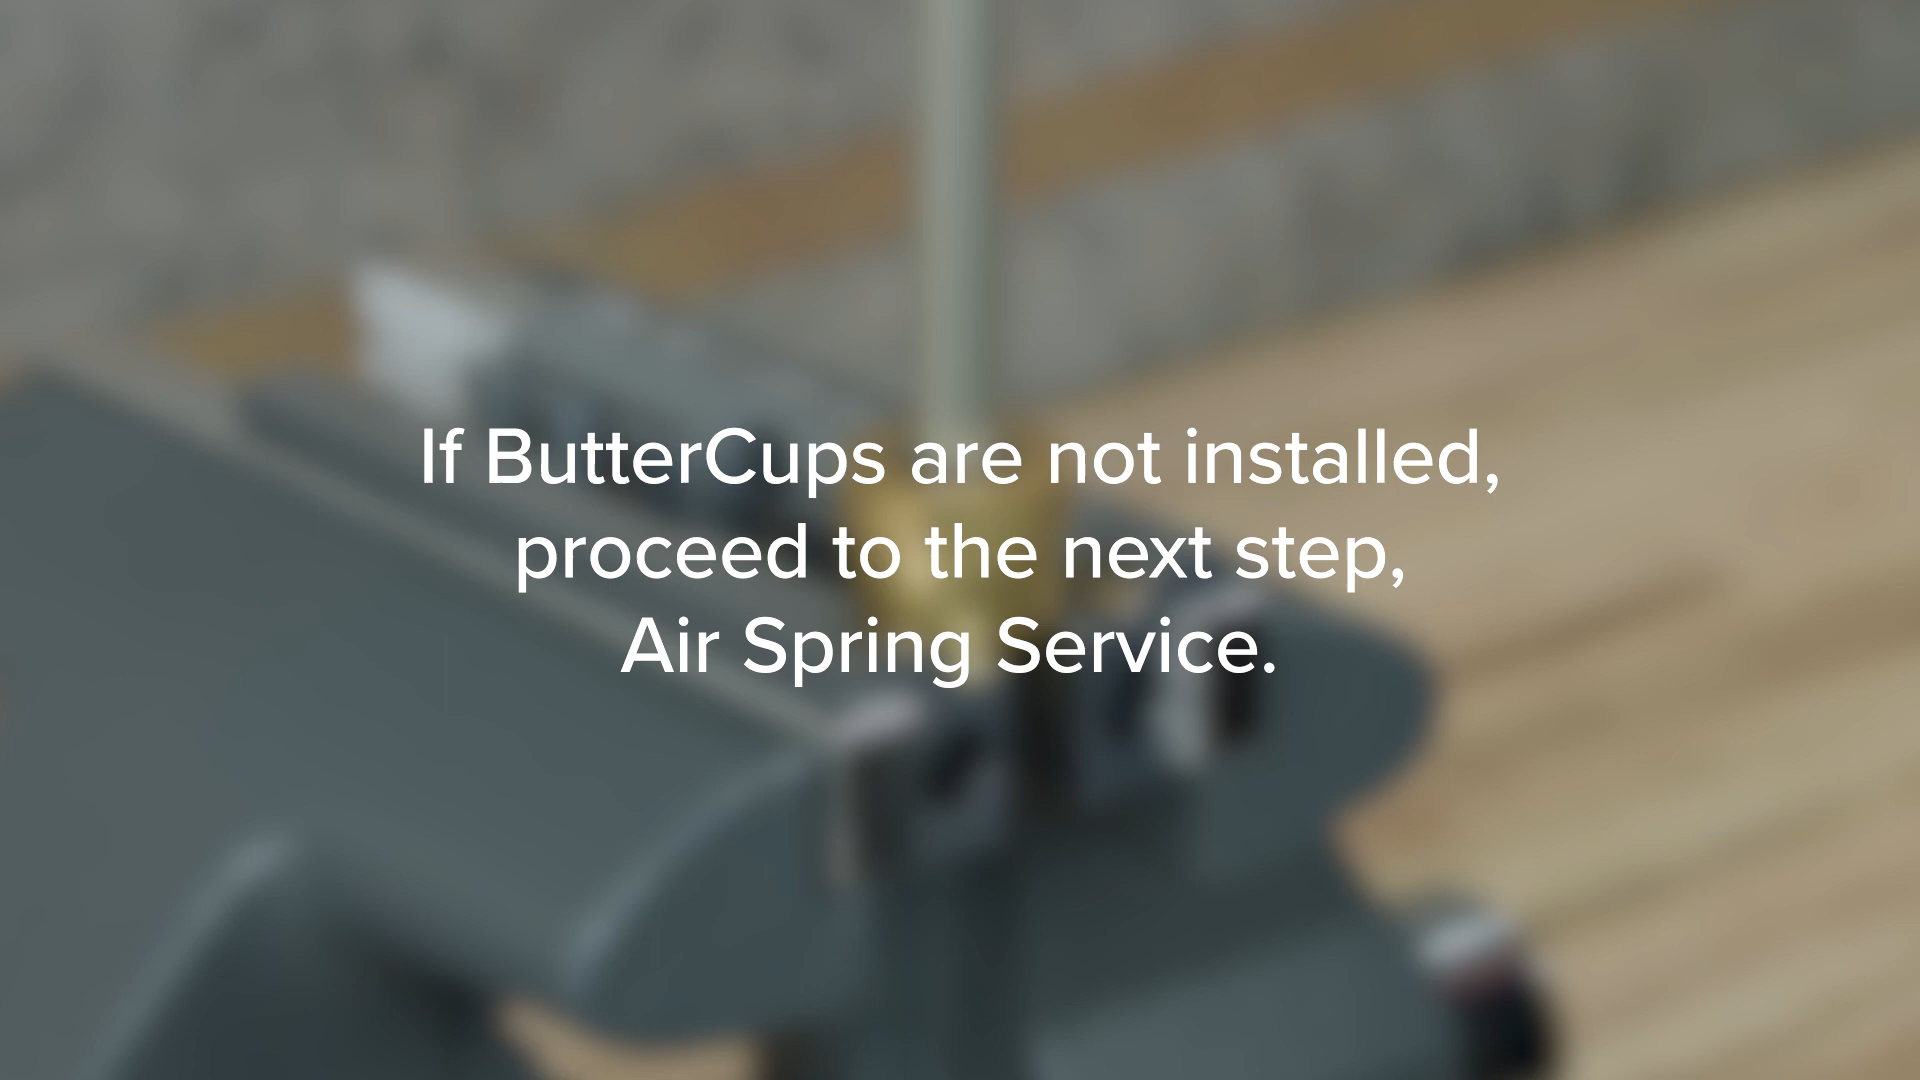 If ButterCups are not installed,
proceed to the next step,
Air Spring Service.